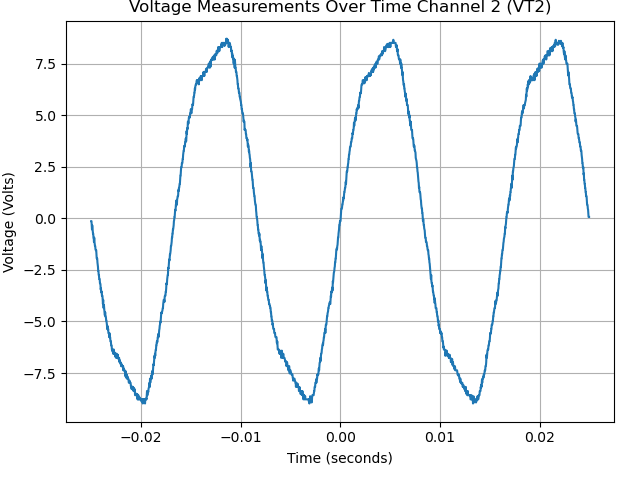 Voltage Measurements Over Time Channel 2 (VT2)
7.5
5.0
2.5
0.0
−2.5
−5.0
−7.5
Voltage (Volts)
−0.02 −0.01 0.00 0.01 0.02
Time (seconds)